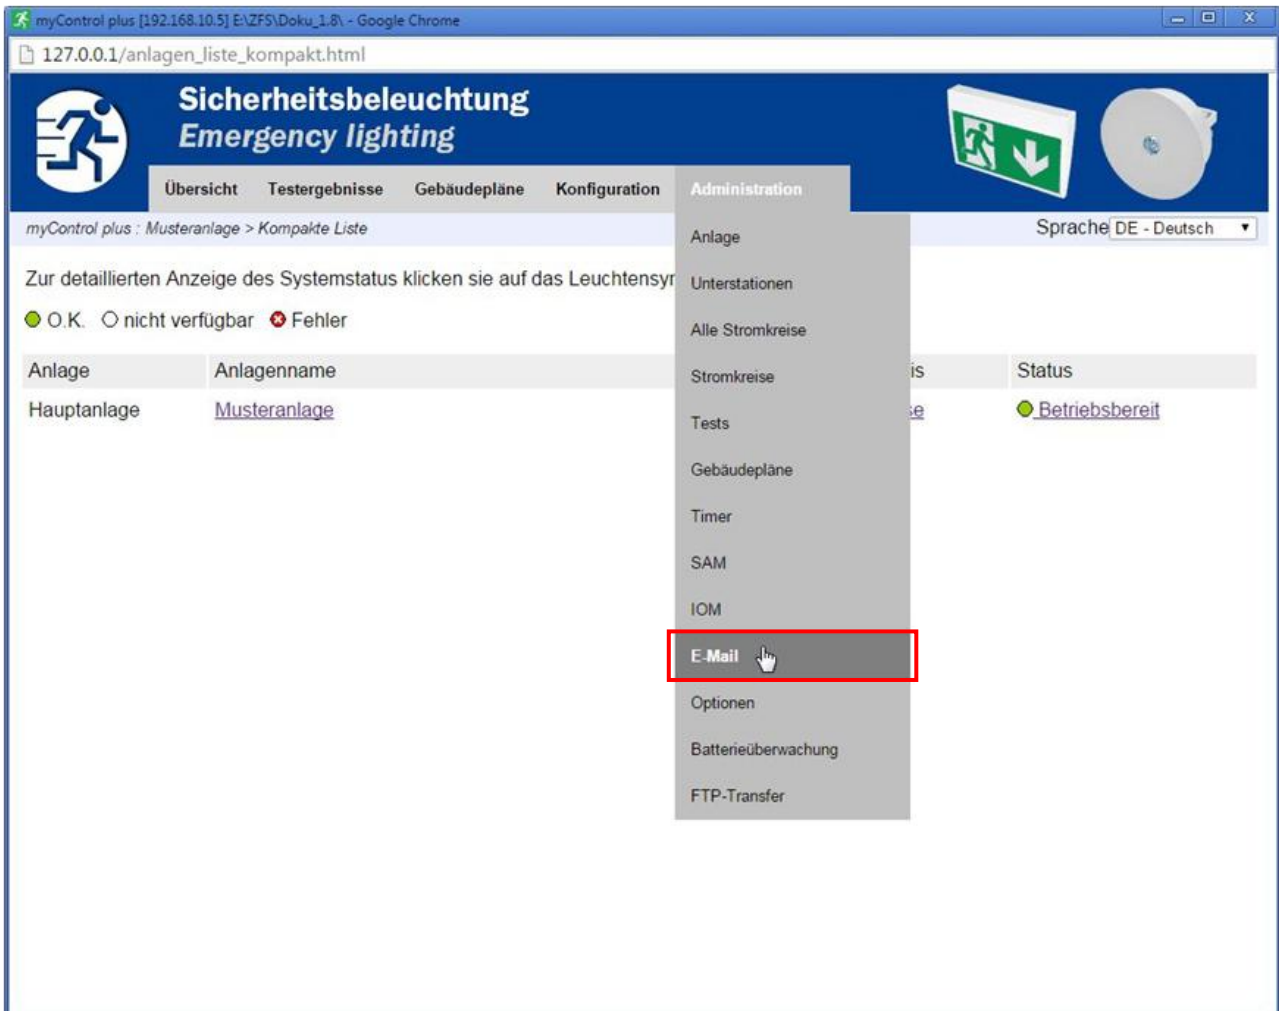 myControl plus [192.168.10.5] E:\ZFS\Doku_1.8\ - Google Chrome
127.0.0.1/anlagen_liste_kompakt.html
Sicherheitsbeleuchtung
Emergency lighting
Übersicht Testergebnisse Gebäudepläne Konfiguration Administration
myControl plus : Musteranlage > Kompakte Liste
Sprache DE - Deutsch
Zur detaillierten Anzeige des Systemstatus klicken sie auf das Leuchtensyr
O.K. nicht verfügbar Fehler
Anlage Anlagenname is Status
Hauptanlage Musteranlage se Betriebsbereit
Anlage
Unterstationen
Alle Stromkreise
Stromkreise
Tests
Gebäudepläne
Timer
SAM
IOM
E-Mail
Optionen
Batterieüberwachung
FTP-Transfer